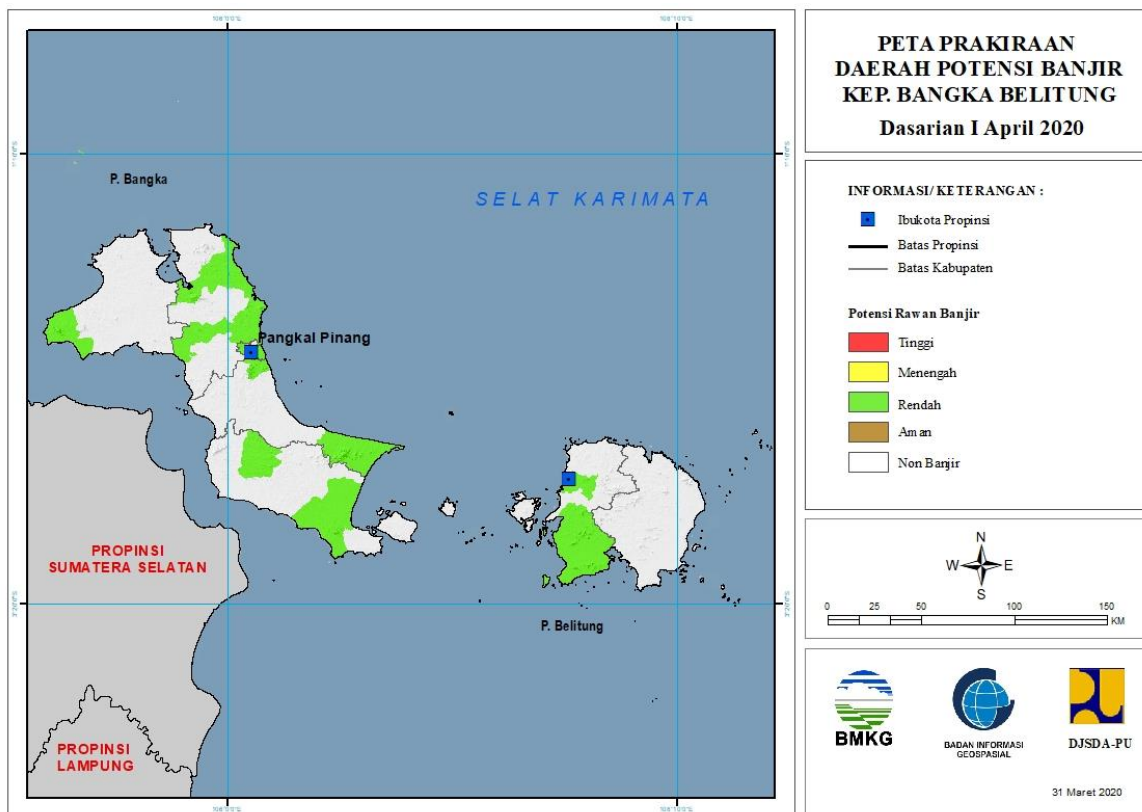 PETA PRAKIRAAN
DAERAH POTENSI BANJIR
KEP. BANGKA BELITUNG
Dasarian I April 2020
P. Bangka
SELAT KARIMATA
Pangkal Pinang
PROPINSI
SUMATERA SELATAN
P. Belitung
PROPINSI
LAMPUNG
INFORMASI/ KETERANGAN :
Ibukota Propinsi
Batas Propinsi
Batas Kabupaten
Potensi Rawan Banjir
Tinggi
Menengah
Rendah
Aman
Non Banjir
N
W E
S
0 25 50 100 150
KM
BMKG
BADAN INFORMASI
GEOSPASIAL
DJSDA-PU
31 Maret 2020